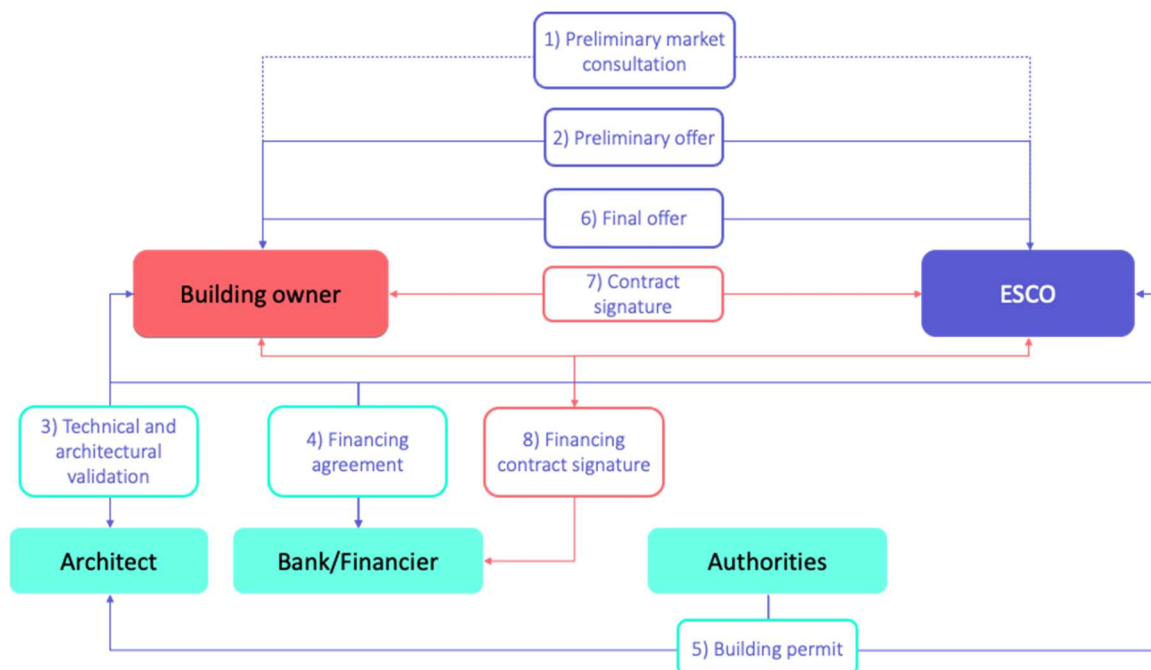 1) Preliminary market
consultation
2) Preliminary offer
6) Final offer
Building owner
7) Contract
signature
ESCO
3) Technical and
architectural
validation
4) Financing
agreement
8) Financing
contract signature
Architect
Bank/Financier
Authorities
5) Building permit